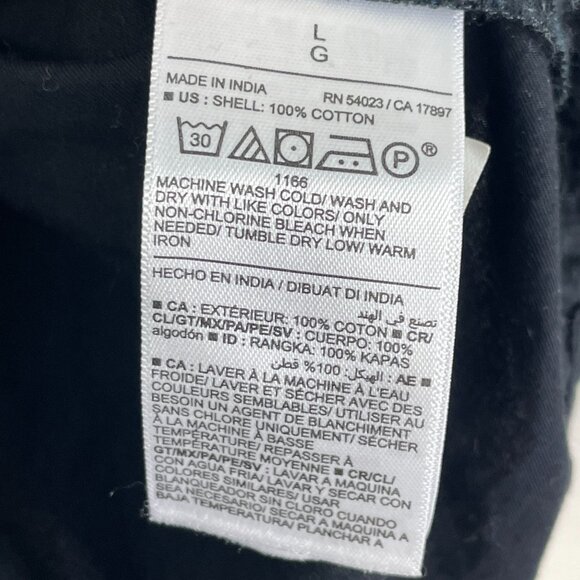 L
G
MADE IN INDIA RN 54023 / CA 17897
■ US : SHELL: 100% COTTON
30 P ®
1166
MACHINE WASH COLD/ WASH AND
DRY WITH LIKE COLORS/ ONLY
NON-CHLORINE BLEACH WHEN
NEEDED/ TUMBLE DRY LOW/ WARM
IRON
HECHO EN INDIA / DIBUAT DI INDIA
تصنع في الهند
■ CA : EXTÉRIEUR: 100% COTON ■ CR/
CL/GT/MX/PA/PE/SV : CUERPO: 100%
algodón ■ ID : RANGKA: 100% KAPAS
■ AE : الهيكل: 100% قطن
■ CA : LAVER À LA MACHINE À L'EAU
FROIDE/ LAVER ET SÉCHER AVEC DES
COULEURS SEMBLABLES/ UTILISER AU
BESOIN UN AGENT DE BLANCHIMENT
SANS CHLORE UNIQUEMENT/ SÉCHER
À LA MACHINE À BASSE
TEMPÉRATURE/ REPASSER À
TEMPÉRATURE MOYENNE ■ CR/CL/
GT/MX/PA/PE/SV : LAVAR A MAQUINA
CON AGUA FRIA/ LAVAR Y SECAR CON
COLORES SIMILARES/ USAR
BLANQUEADOR SIN CLORO CUANDO
SEA NECESARIO/ SECAR A MAQUINA A
BAJA TEMPERATURA/ PLANCHAR A